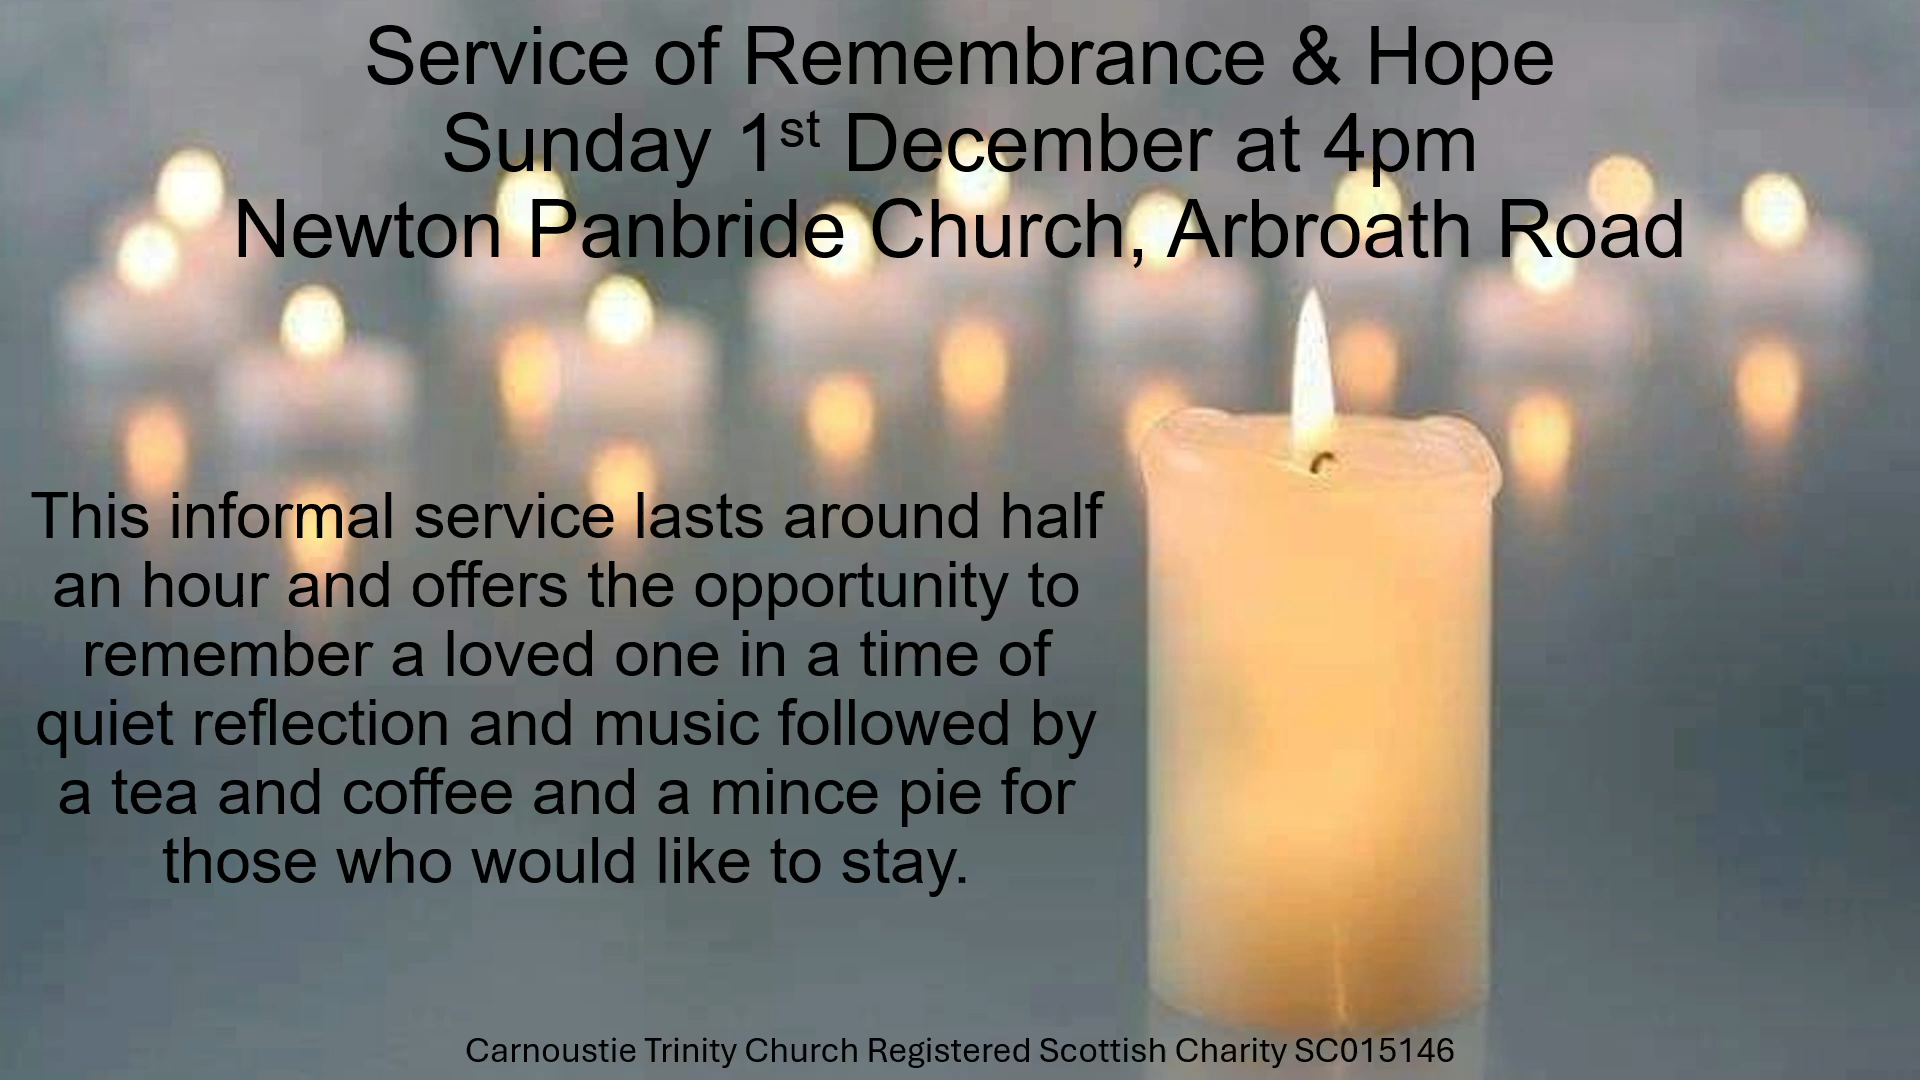 Service of Remembrance & Hope
Sunday 1st December at 4pm
Newton Panbride Church, Arbroath Road
This informal service lasts around half
an hour and offers the opportunity to
remember a loved one in a time of
quiet reflection and music followed by
a tea and coffee and a mince pie for
those who would like to stay.
Carnoustie Trinity Church Registered Scottish Charity SC015146